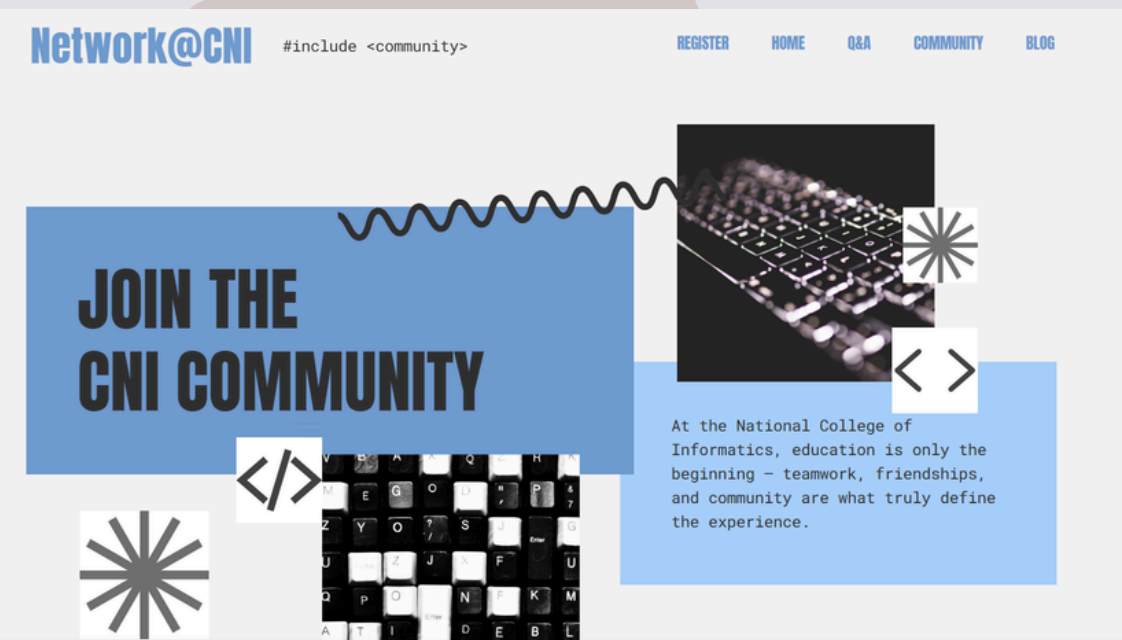 Network@CNI
#include <community>
REGISTER HOME Q&A COMMUNITY BLOG
JOIN THE
CNI COMMUNITY
</>
< >
At the National College of
Informatics, education is only the
beginning – teamwork, friendships,
and community are what truly define
the experience.